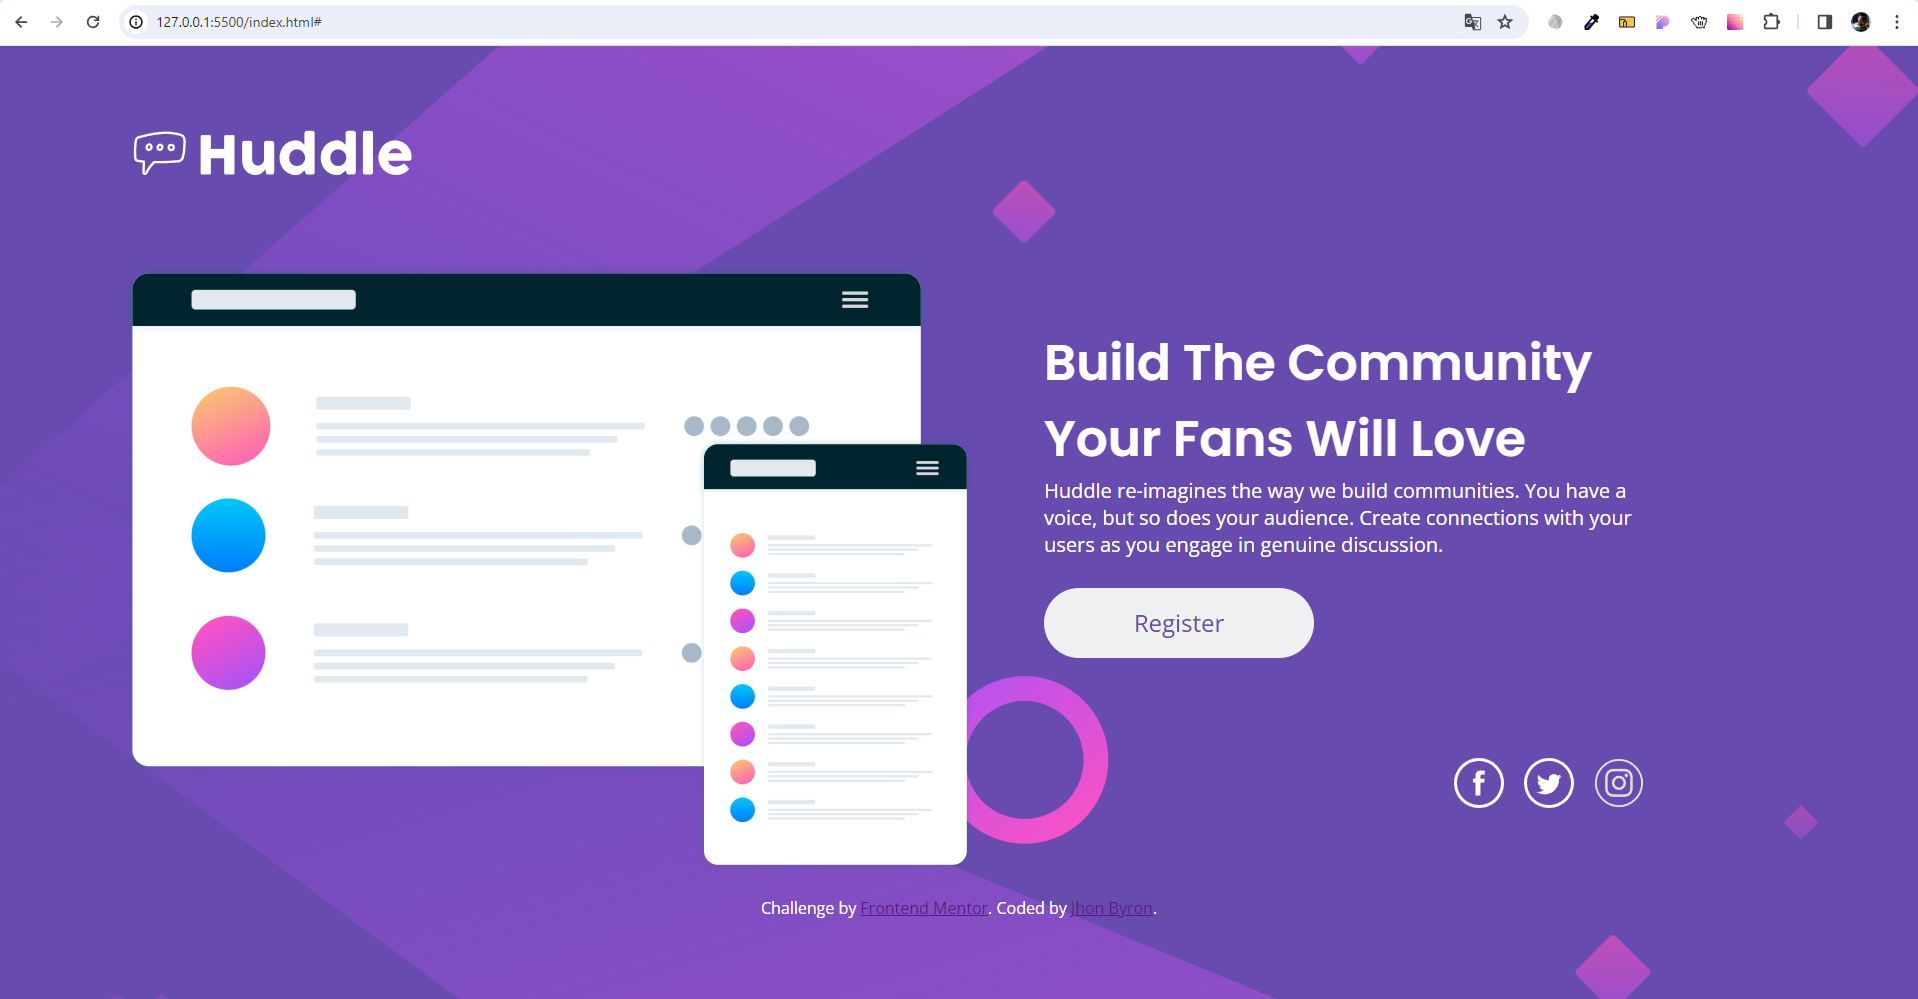 127.0.0.1:5500/index.html#
Huddle
Build The Community
Your Fans Will Love
Huddle re-imagines the way we build communities. You have a
voice, but so does your audience. Create connections with your
users as you engage in genuine discussion.
Register
Challenge by Frontend Mentor. Coded by Jhon Byron.